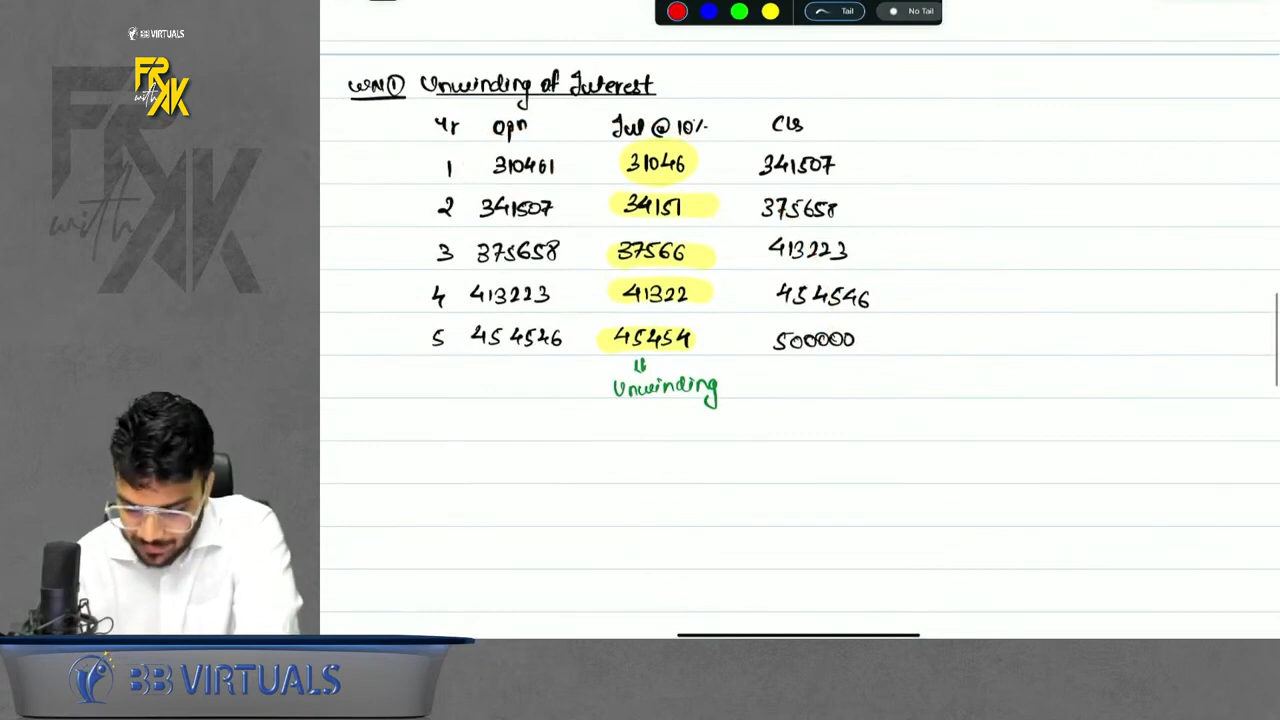 Tail
No Tail
BB VIRTUALS
FR
with
AK
WN① Unwinding of Interest
Yr Opn Int @ 10% Cls
1 310461 31046 341507
2 341507 34151 375658
3 375658 37566 413223
4 413223 41322 454546
5 454546 45454 500000
Unwinding
BB VIRTUALS